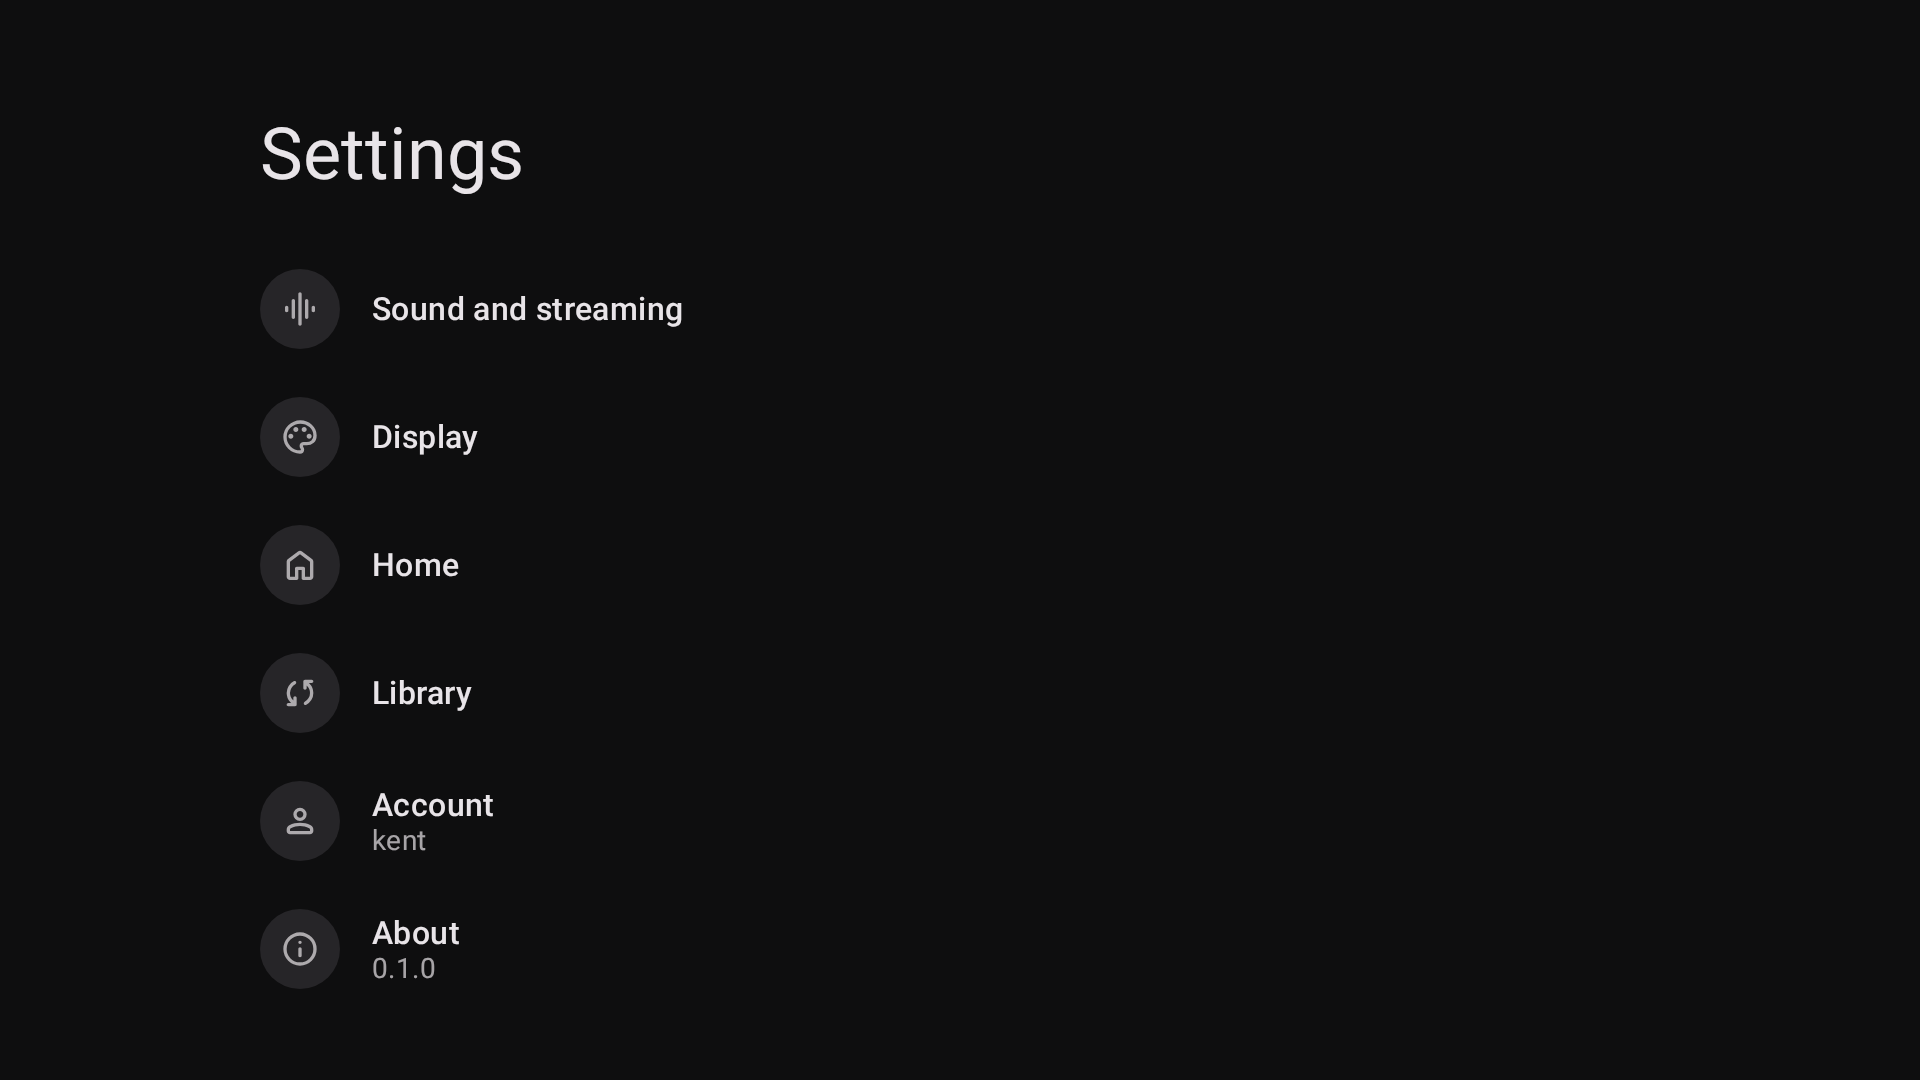 Settings
Sound and streaming
Display
Home
Library
Account
kent
About
0.1.0